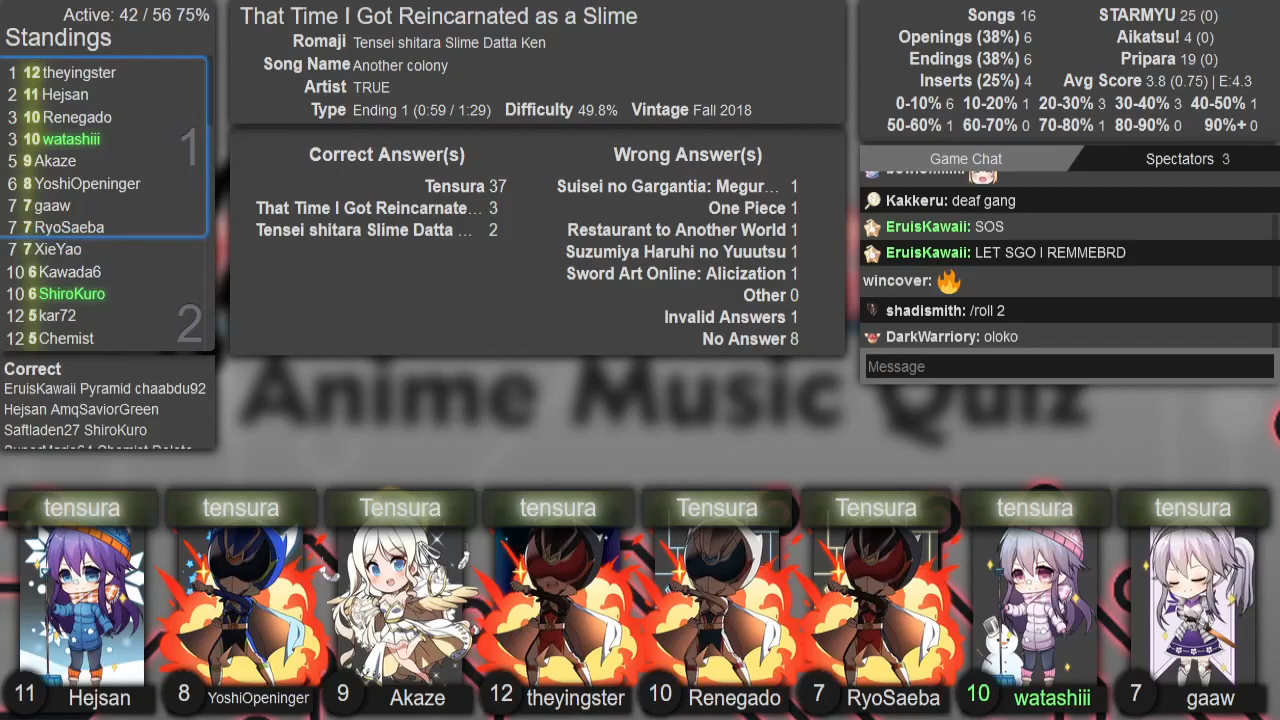 Active: 42 / 56 75%
Standings
1 12 theyingster
2 11 Hejsan
3 10 Renegado
3 10 watashiii
5 9 Akaze
6 8 YoshiOpeninger
7 7 gaaw
7 7 RyoSaeba
7 7 XieYao
10 6 Kawada6
10 6 ShiroKuro
12 5 kar72
12 5 Chemist
1
2
Correct
EruisKawaii Pyramid chaabdu92
Hejsan AmqSaviorGreen
Saftladen27 ShiroKuro
That Time I Got Reincarnated as a Slime
Romaji Tensei shitara Slime Datta Ken
Song Name Another colony
Artist TRUE
Type Ending 1 (0:59 / 1:29) Difficulty 49.8% Vintage Fall 2018
Correct Answer(s)
Tensura 37
That Time I Got Reincarnate... 3
Tensei shitara Slime Datta ... 2
Wrong Answer(s)
Suisei no Gargantia: Megur... 1
One Piece 1
Restaurant to Another World 1
Suzumiya Haruhi no Yuuutsu 1
Sword Art Online: Alicization 1
Other 0
Invalid Answers 1
No Answer 8
Songs 16 STARMYU 25 (0)
Openings (38%) 6 Aikatsu! 4 (0)
Endings (38%) 6 Pripara 19 (0)
Inserts (25%) 4 Avg Score 3.8 (0.75) | E:4.3
0-10% 6 10-20% 1 20-30% 3 30-40% 3 40-50% 1
50-60% 1 60-70% 0 70-80% 1 80-90% 0 90%+ 0
Game Chat Spectators 3
Kakkeru: deaf gang
EruisKawaii: SOS
EruisKawaii: LET SGO I REMMEBRD
wincover:
shadismith: /roll 2
DarkWarriory: oloko
Message
Anime Music Quiz
tensura tensura Tensura tensura Tensura Tensura tensura tensura
11 Hejsan 8 YoshiOpeninger 9 Akaze 12 theyingster 10 Renegado 7 RyoSaeba 10 watashiii 7 gaaw